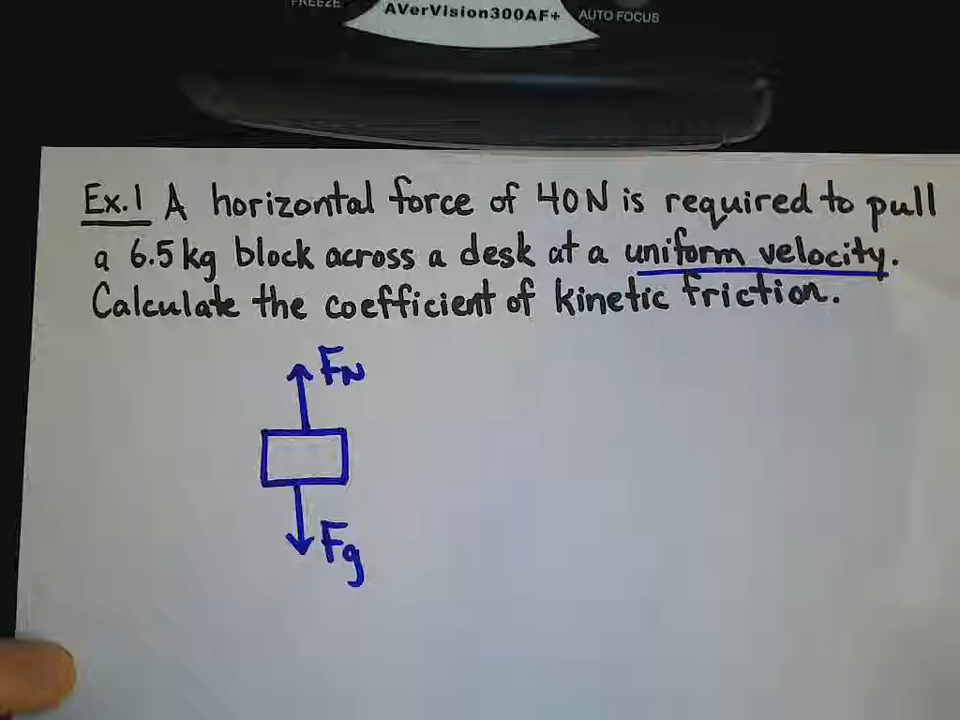 FREEZE
AVerVision300AF+
AUTO FOCUS
Ex.1 A horizontal force of 40N is required to pull
a 6.5 kg block across a desk at a uniform velocity.
Calculate the coefficient of kinetic friction.
FN
Fg